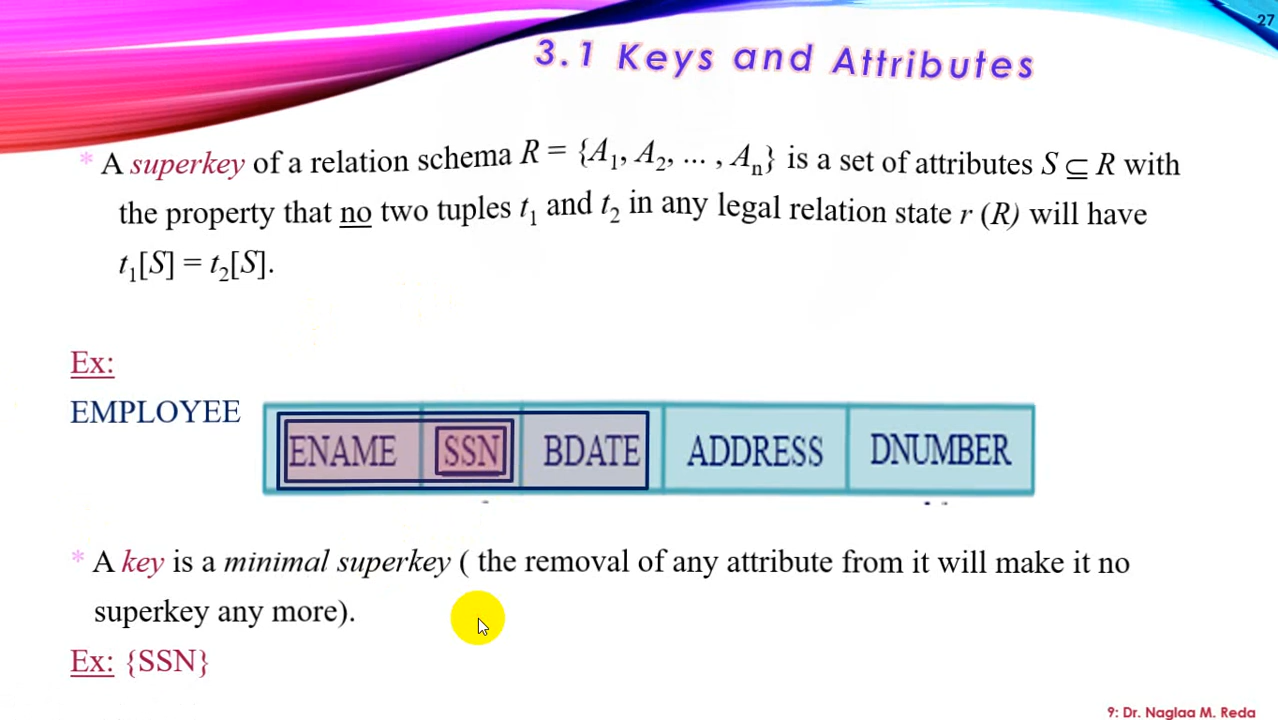 27
3.1 Keys and Attributes
* A superkey of a relation schema R = {A1, A2, ... , An} is a set of attributes S ⊆ R with
the property that no two tuples t1 and t2 in any legal relation state r (R) will have
t1[S] = t2[S].
Ex:
EMPLOYEE
ENAME SSN BDATE ADDRESS DNUMBER
* A key is a minimal superkey ( the removal of any attribute from it will make it no
superkey any more).
Ex: {SSN}
9: Dr. Naglaa M. Reda